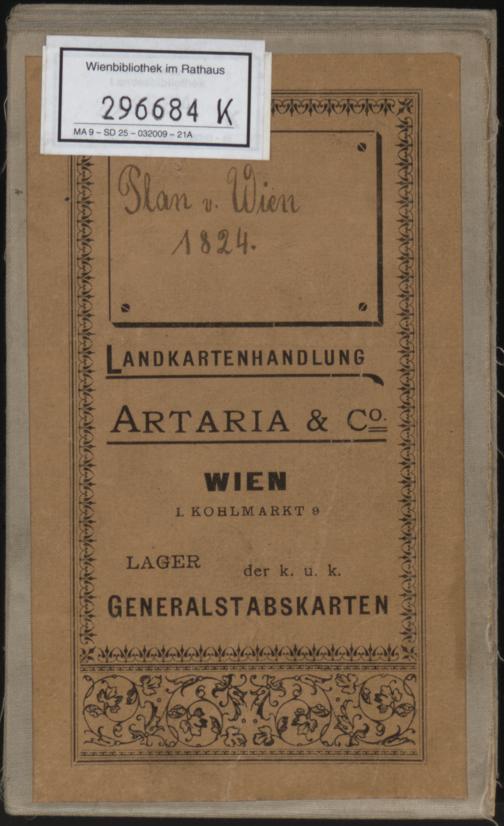 Wienbibliothek im Rathaus
296684 K
MA 9 – SD 25 – 032009 – 21A
Plan v. Wien
1824.
LANDKARTENHANDLUNG
ARTARIA & Co.
WIEN
I. KOHLMARKT 9
LAGER der k. u. k.
GENERALSTABSKARTEN